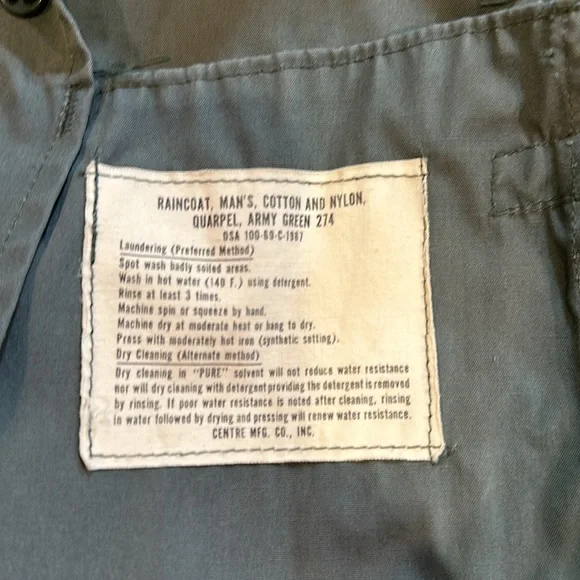 RAINCOAT, MAN'S, COTTON AND NYLON,
QUARPEL, ARMY GREEN 274
DSA 100-69-C-1987
Laundering (Preferred Method)
Spot wash badly soiled areas.
Wash in hot water (140 F.) using detergent.
Rinse at least 3 times.
Machine spin or squeeze by hand.
Machine dry at moderate heat or hang to dry.
Press with moderately hot iron (synthetic setting).
Dry Cleaning (Alternate method)
Dry cleaning in "PURE" solvent will not reduce water resistance
nor will dry cleaning with detergent providing the detergent is removed
by rinsing. If poor water resistance is noted after cleaning, rinsing
in water followed by drying and pressing will renew water resistance.
CENTRE MFG. CO., INC.